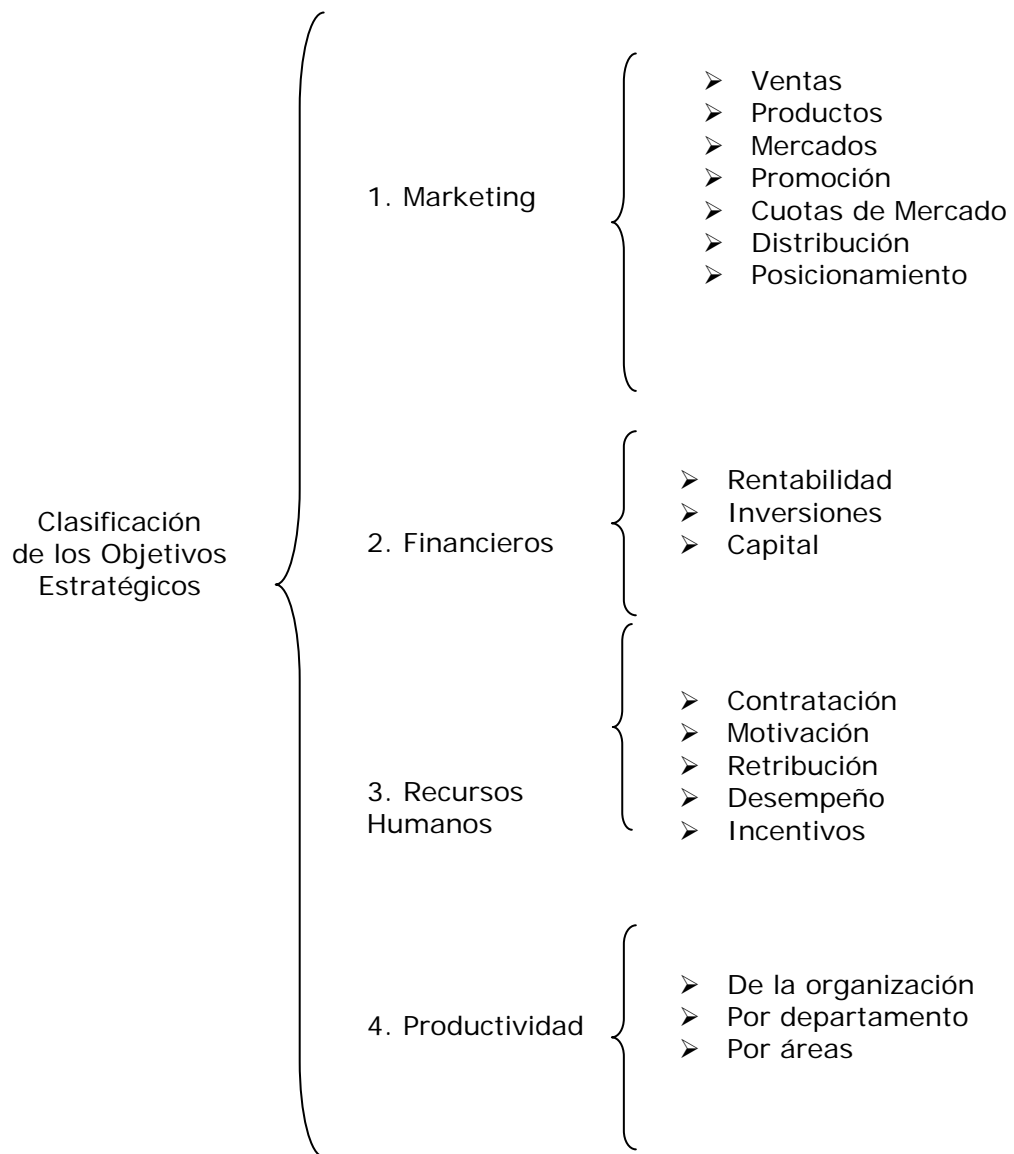 Clasificación
de los Objetivos
Estratégicos
1. Marketing
➢ Ventas
➢ Productos
➢ Mercados
➢ Promoción
➢ Cuotas de Mercado
➢ Distribución
➢ Posicionamiento
2. Financieros
➢ Rentabilidad
➢ Inversiones
➢ Capital
3. Recursos
Humanos
➢ Contratación
➢ Motivación
➢ Retribución
➢ Desempeño
➢ Incentivos
4. Productividad
➢ De la organización
➢ Por departamento
➢ Por áreas